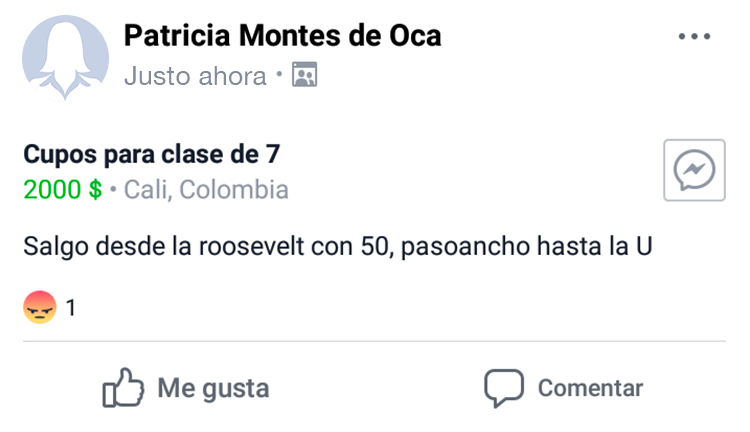 Patricia Montes de Oca
Justo ahora •
Cupos para clase de 7
2000 $ • Cali, Colombia
Salgo desde la roosevelt con 50, pasoancho hasta la U
1
Me gusta
Comentar